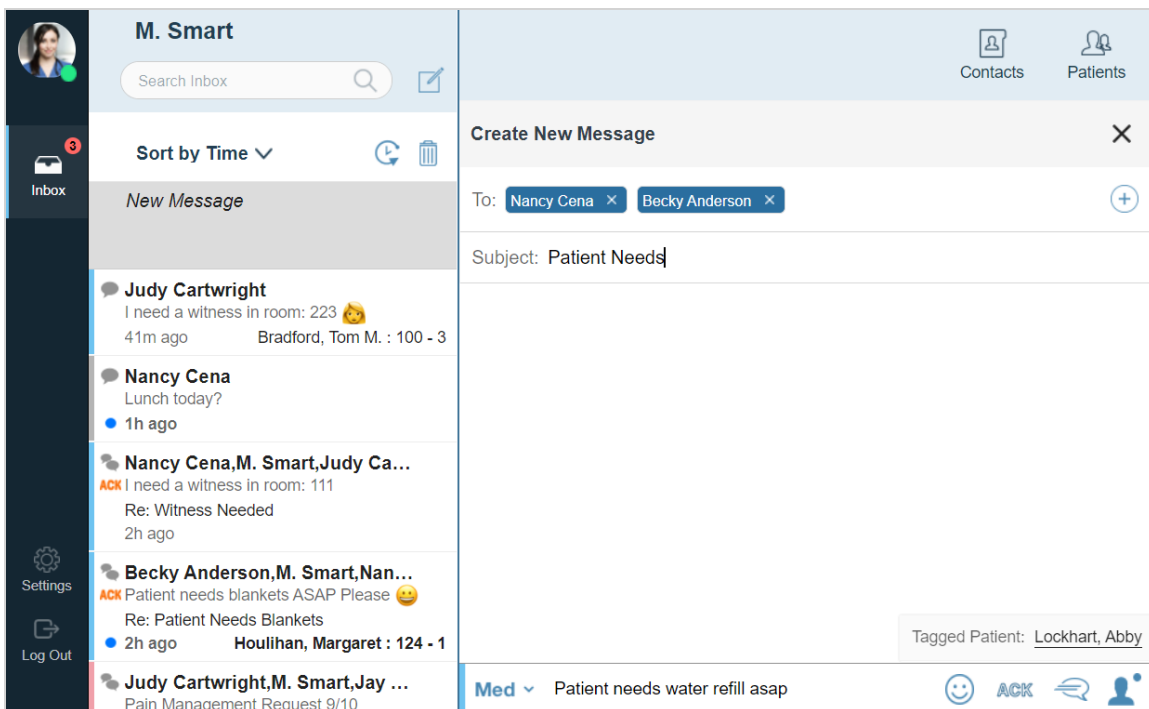 M. Smart
Search Inbox
Contacts
Patients
3
Inbox
Sort by Time
New Message
Judy Cartwright
I need a witness in room: 223
41m ago Bradford, Tom M. : 100 - 3
Nancy Cena
Lunch today?
1h ago
Nancy Cena,M. Smart,Judy Ca...
ACK I need a witness in room: 111
Re: Witness Needed
2h ago
Becky Anderson,M. Smart,Nan...
ACK Patient needs blankets ASAP Please
Re: Patient Needs Blankets
2h ago Houlihan, Margaret : 124 - 1
Judy Cartwright,M. Smart,Jay ...
Pain Management Request 9/10
Settings
Log Out
Create New Message
To: Nancy Cena × Becky Anderson ×
Subject: Patient Needs
Tagged Patient: Lockhart, Abby
Med Patient needs water refill asap ACK